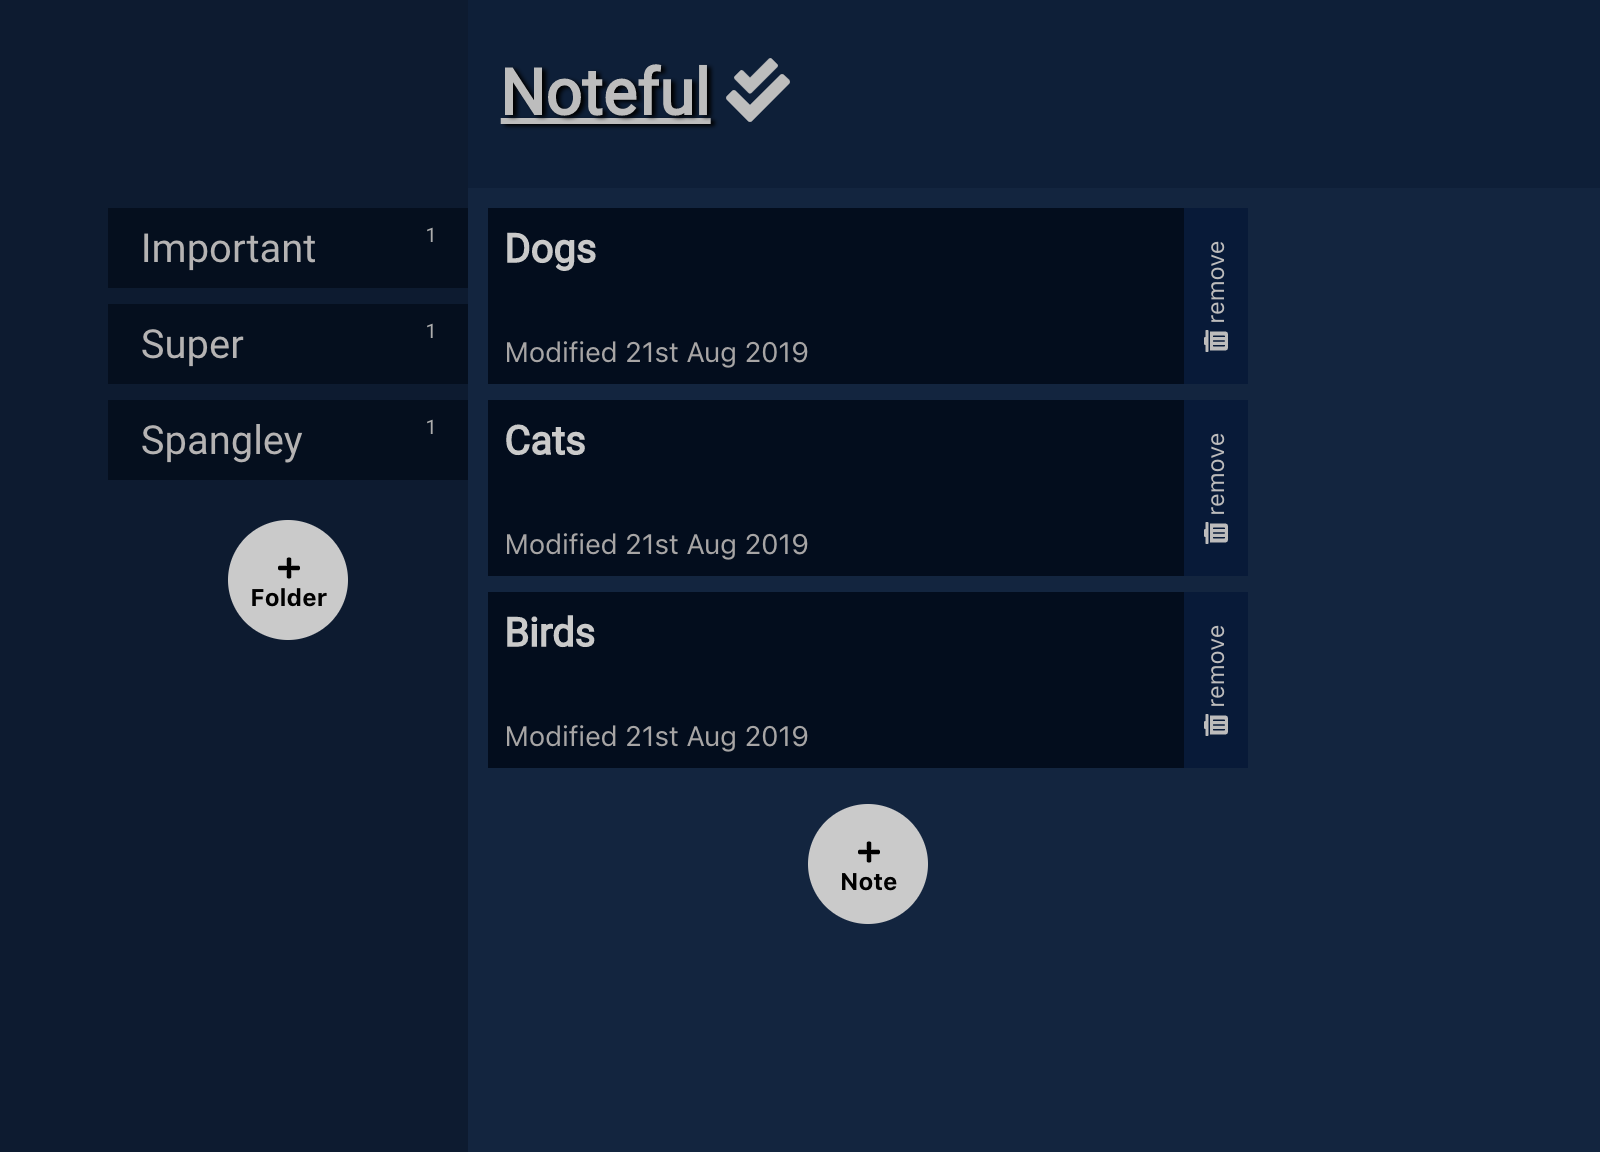 Noteful
Important 1
Super 1
Spangley 1
+
Folder
Dogs
Modified 21st Aug 2019
remove
Cats
Modified 21st Aug 2019
remove
Birds
Modified 21st Aug 2019
remove
+
Note